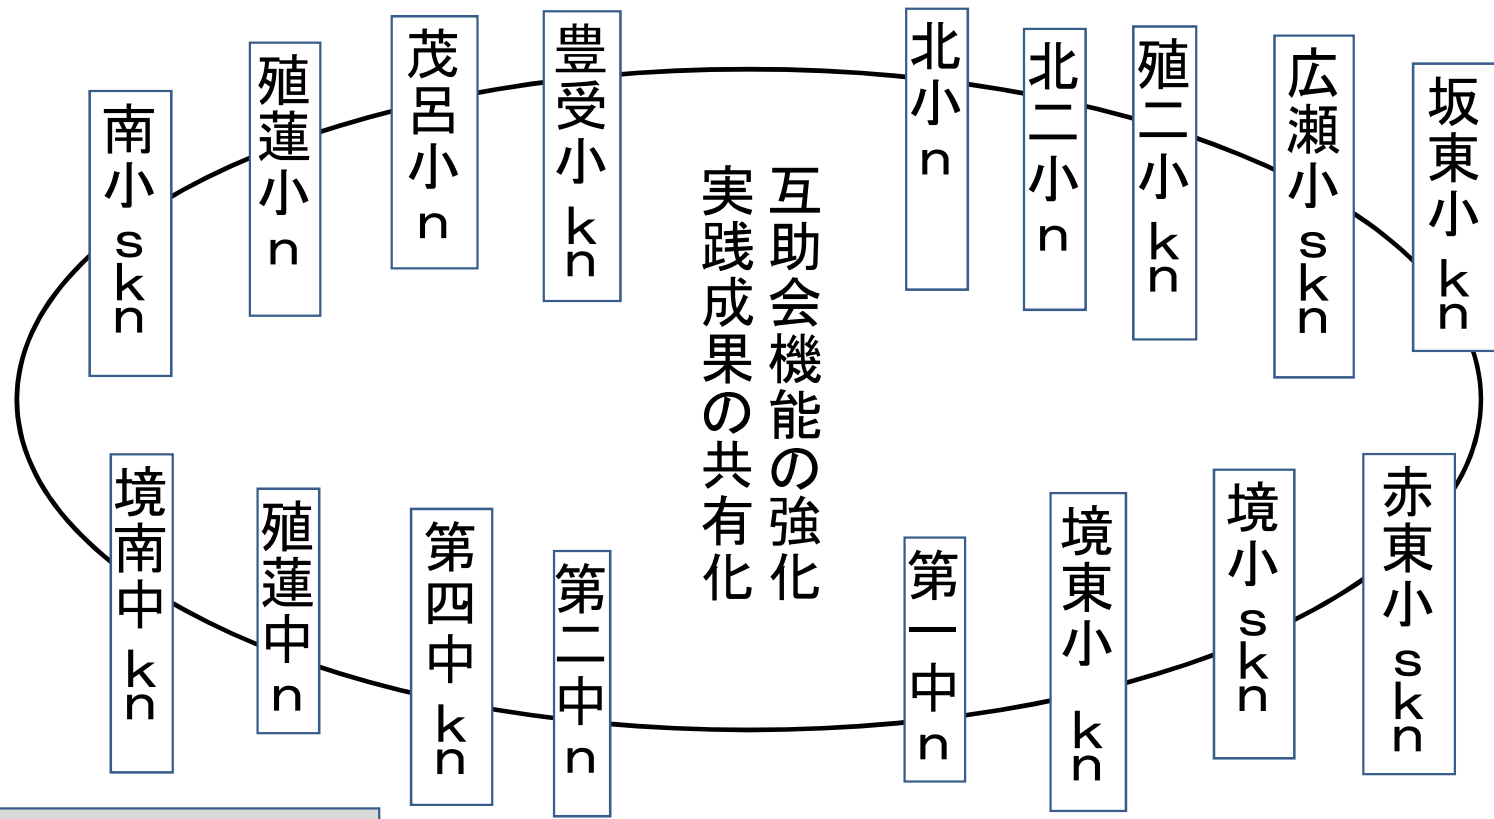 南小ｓｋｎ
殖蓮小ｎ
茂呂小ｎ
豊受小ｋｎ
北小ｎ
北二小ｎ
殖二小ｋｎ
広瀬小ｓｋｎ
坂東小ｋｎ
互助会機能の強化
実践成果の共有化
境南中ｋｎ
殖蓮中ｎ
第四中ｋｎ
第二中ｎ
第一中ｎ
境東小ｋｎ
境小ｓｋｎ
赤東小ｓｋｎ